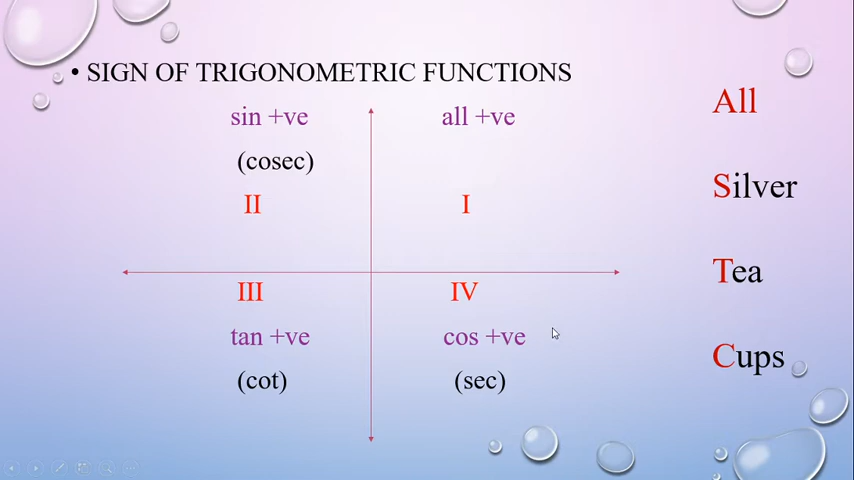 • SIGN OF TRIGONOMETRIC FUNCTIONS
sin +ve
all +ve
(cosec)
II
I
III
IV
tan +ve
cos +ve
(cot)
(sec)
All
Silver
Tea
Cups